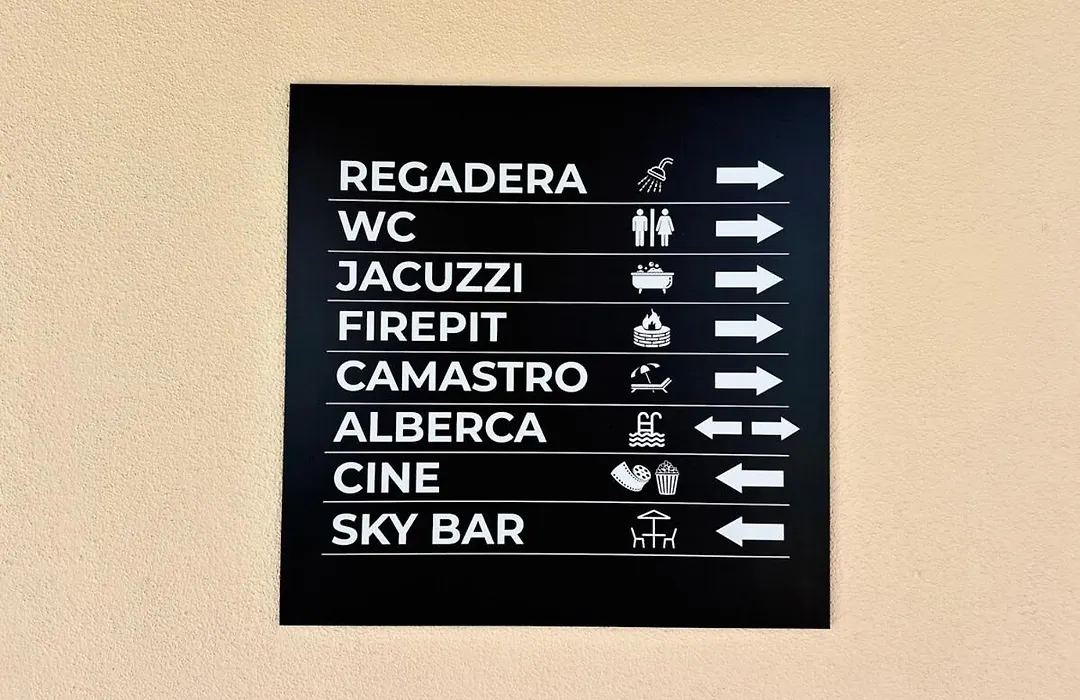 REGADERA
WC
JACUZZI
FIREPIT
CAMASTRO
ALBERCA
CINE
SKY BAR